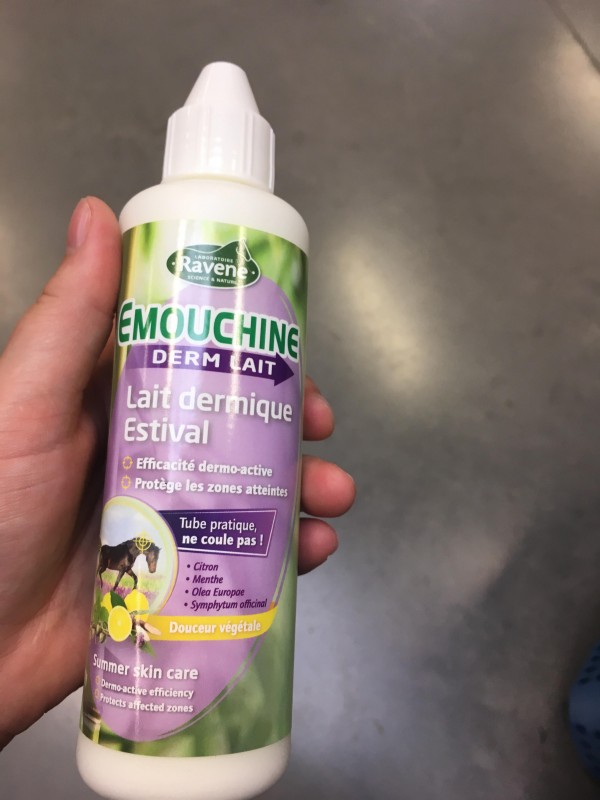 LABORATOIRE
Ravene
SCIENCE & NATURE
EMOUCHINE
DERM LAIT
Lait dermique
Estival
Efficacité dermo-active
Protège les zones atteintes
Tube pratique,
ne coule pas !
• Citron
• Menthe
• Olea Europae
• Symphytum officinal
Douceur végétale
Summer skin care
Dermo-active efficiency
Protects affected zones